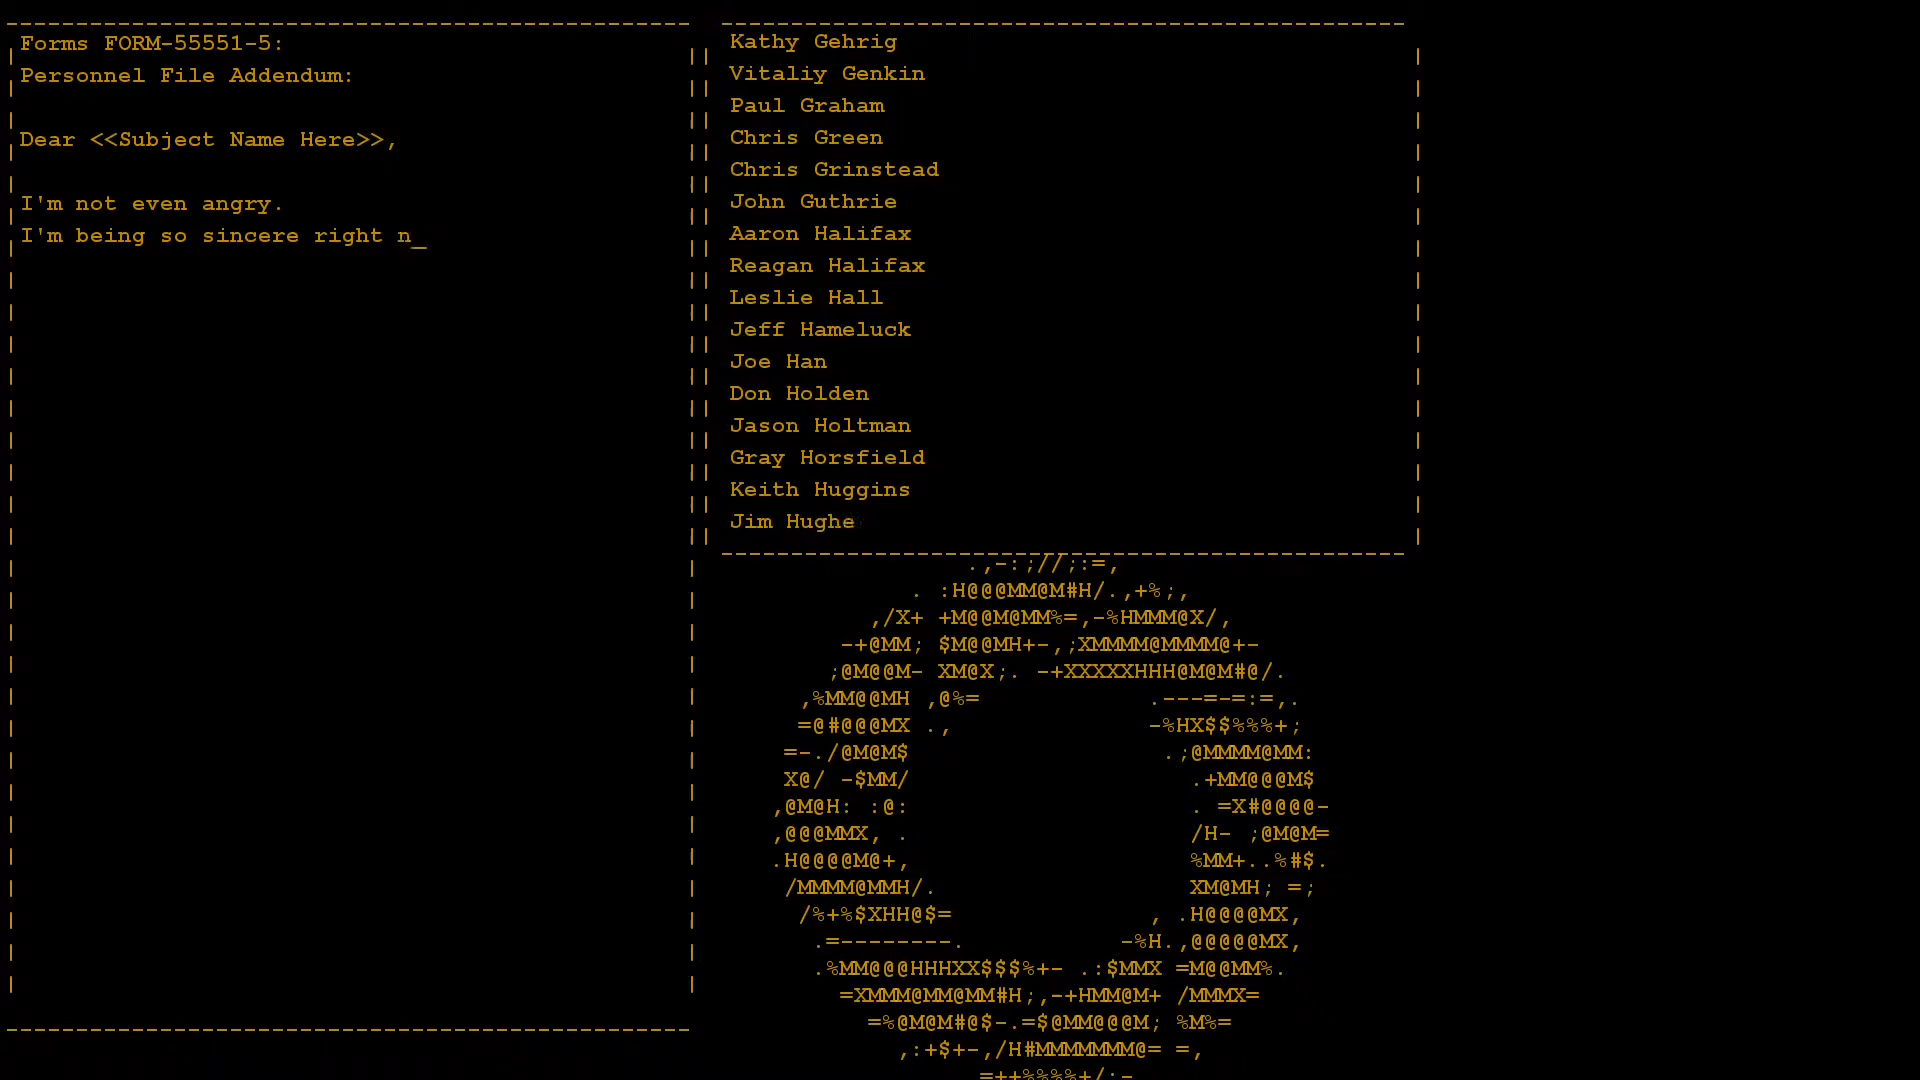 Forms FORM-55551-5:
Personnel File Addendum:
Dear <<Subject Name Here>>,
I'm not even angry.
I'm being so sincere right n_
Kathy Gehrig
Vitaliy Genkin
Paul Graham
Chris Green
Chris Grinstead
John Guthrie
Aaron Halifax
Reagan Halifax
Leslie Hall
Jeff Hameluck
Joe Han
Don Holden
Jason Holtman
Gray Horsfield
Keith Huggins
Jim Hughe